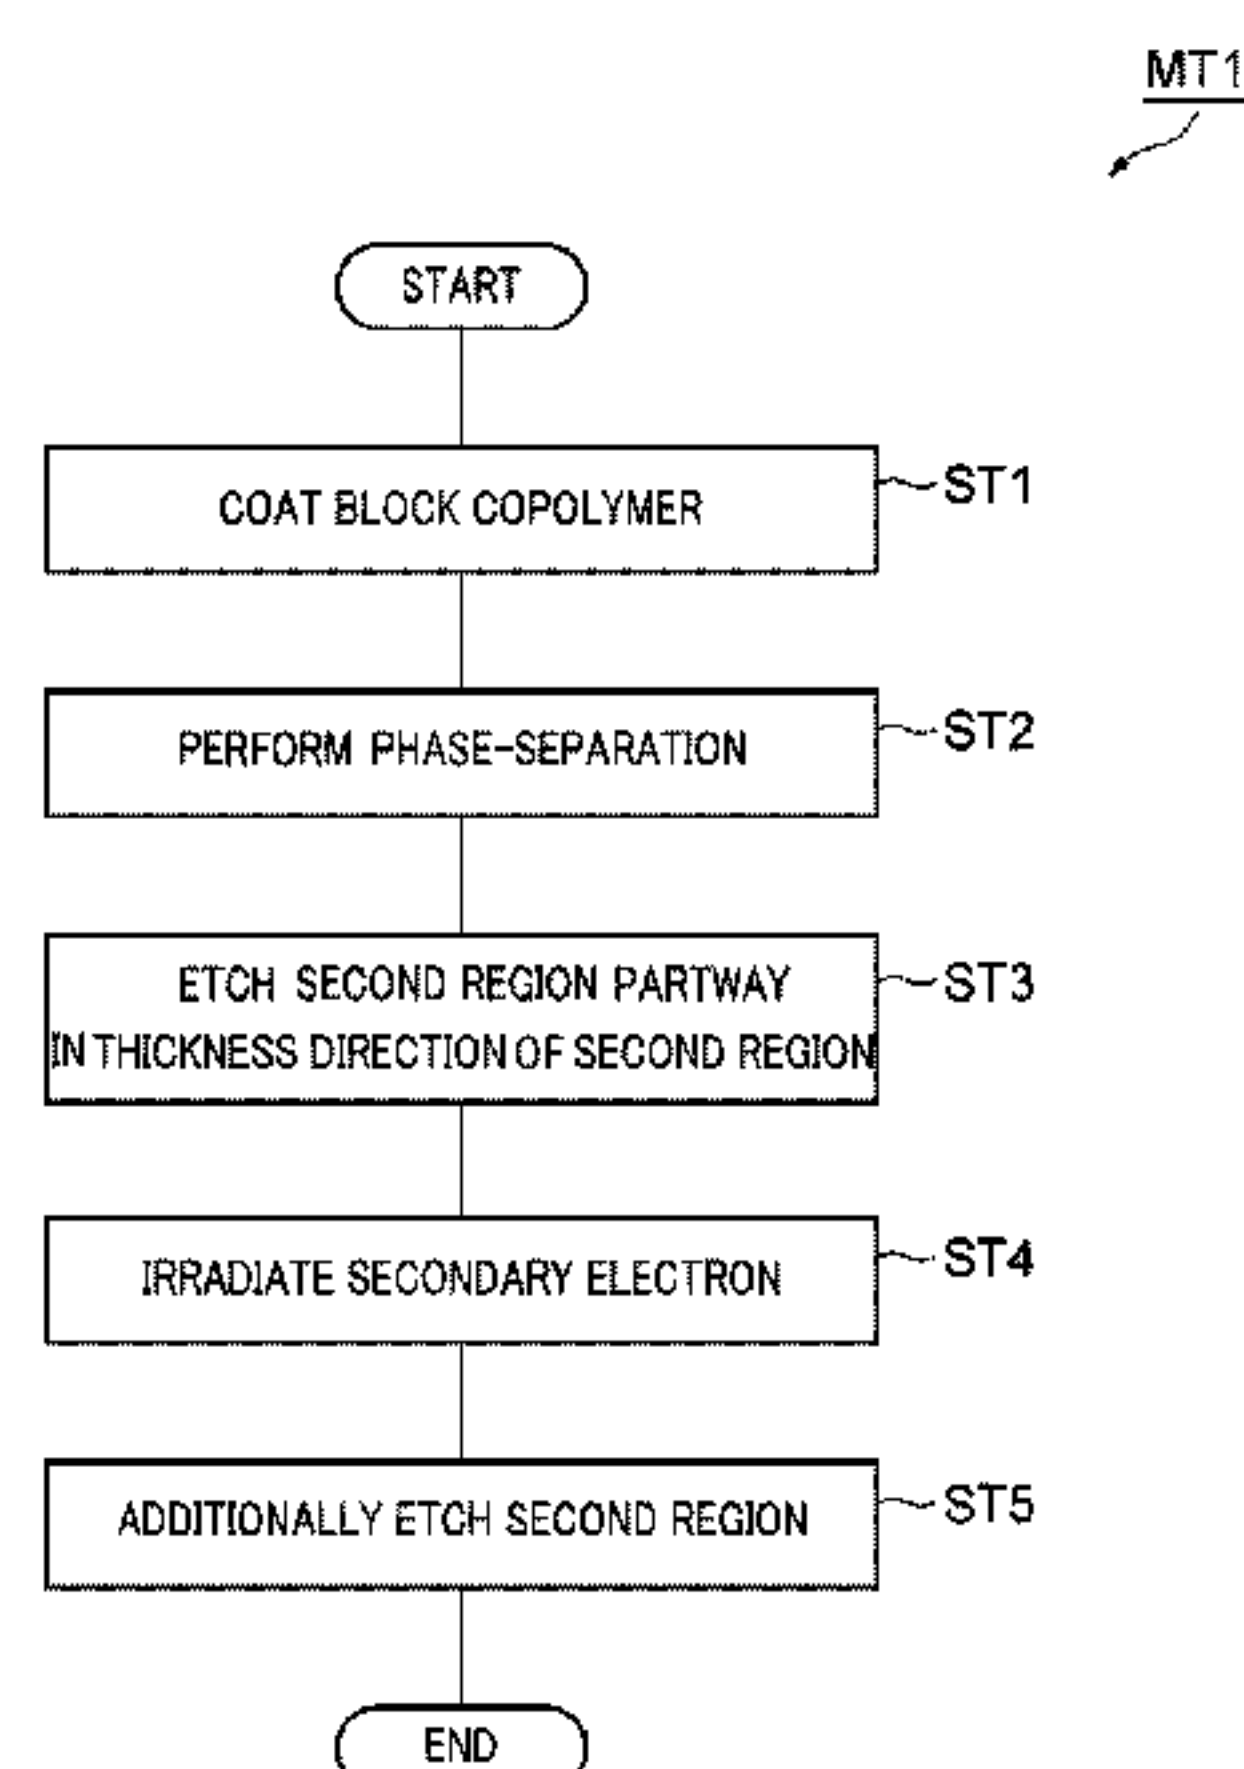 MT1
START
COAT BLOCK COPOLYMER
ST1
PERFORM PHASE-SEPARATION
ST2
ETCH SECOND REGION PARTWAY
IN THICKNESS DIRECTION OF SECOND REGION
ST3
IRRADIATE SECONDARY ELECTRON
ST4
ADDITIONALLY ETCH SECOND REGION
ST5
END